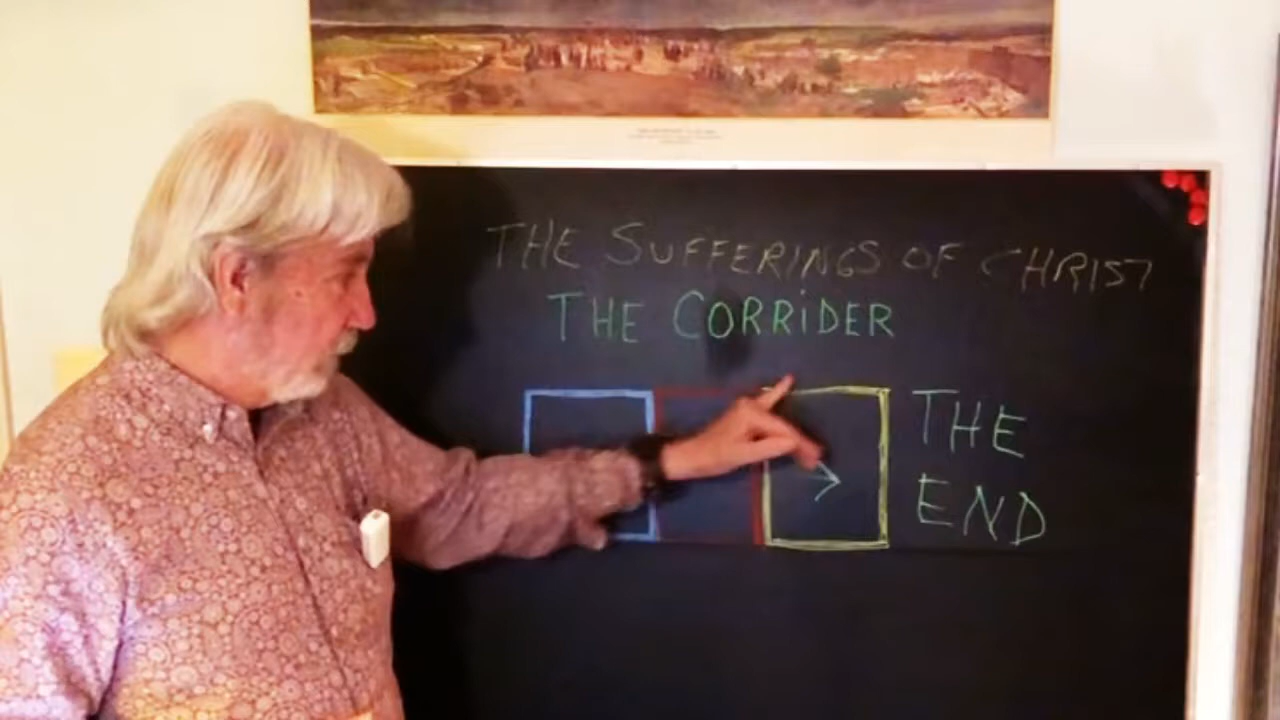 THE SUFFERINGS OF CHRIST
THE CORRiDER
THE
END